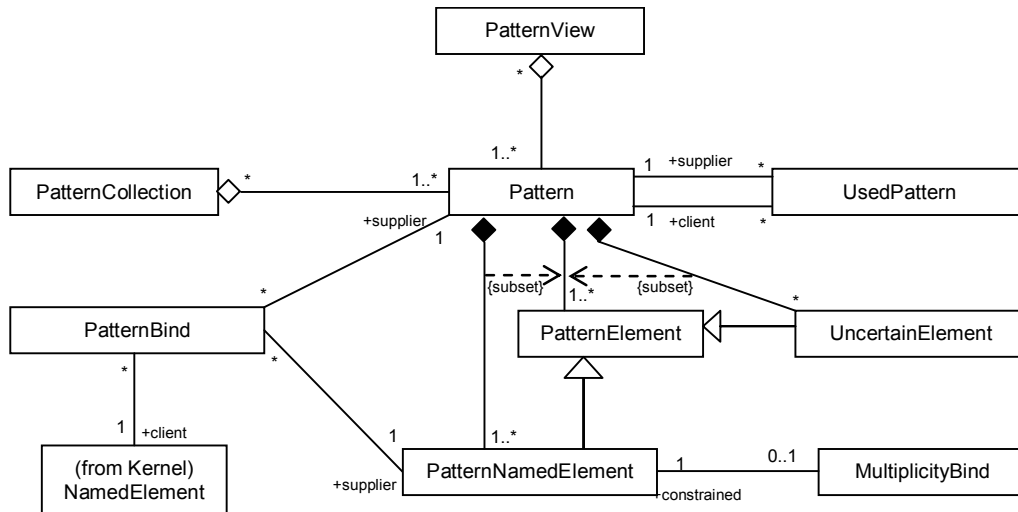 PatternView
*
1..*
PatternCollection
*
1..*
Pattern
1
+supplier
*
UsedPattern
1
+client
*
+supplier
1
{subset}
{subset}
*
1..*
*
PatternBind
PatternElement
UncertainElement
*
*
1
+client
1
+supplier
1..*
(from Kernel)
NamedElement
PatternNamedElement
1
+constrained
0..1
MultiplicityBind